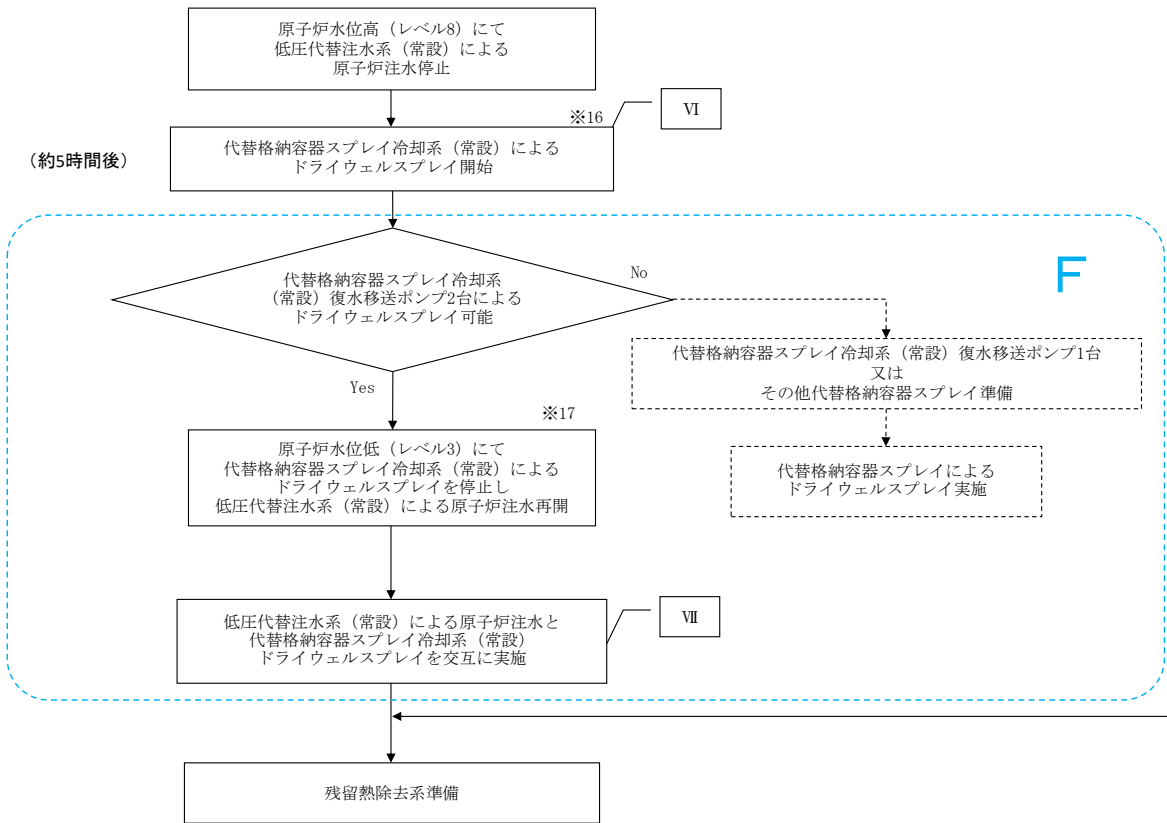 原子炉水位高（レベル8）にて
低圧代替注水系（常設）による
原子炉注水停止
※16
Ⅵ
（約5時間後）
代替格納容器スプレイ冷却系（常設）による
ドライウェルスプレイ開始
F
代替格納容器スプレイ冷却系
（常設）復水移送ポンプ2台による
ドライウェルスプレイ可能
No
代替格納容器スプレイ冷却系（常設）復水移送ポンプ1台
又は
その他代替格納容器スプレイ準備
Yes
※17
原子炉水位低（レベル3）にて
代替格納容器スプレイ冷却系（常設）による
ドライウェルスプレイを停止し
低圧代替注水系（常設）による原子炉注水再開
代替格納容器スプレイによる
ドライウェルスプレイ実施
低圧代替注水系（常設）による原子炉注水と
代替格納容器スプレイ冷却系（常設）
ドライウェルスプレイを交互に実施
Ⅶ
残留熱除去系準備